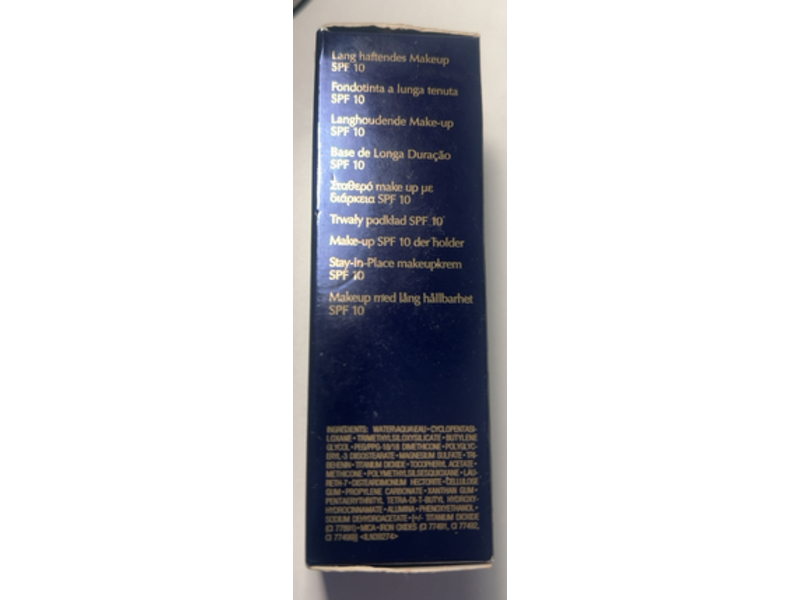 Lang haftendes Makeup
SPF 10
Fondotinta a lunga tenuta
SPF 10
Langhoudende Make-up
SPF 10
Base de Longa Duração
SPF 10
Σταθερό make up με
διάρκεια SPF 10
Trwały podkład SPF 10
Make-up SPF 10 der holder
Stay-in-Place makeupkrem
SPF 10
Makeup med lång hållbarhet
SPF 10
INGREDIENTS: WATER\AQUA\EAU • CYCLOPENTASI-
LOXANE • TRIMETHYLSILOXYSILICATE • BUTYLENE
GLYCOL • PEG/PPG-18/18 DIMETHICONE • POLYGLYC-
ERYL-3 DIISOSTEARATE • MAGNESIUM SULFATE • TRI-
BEHENIN • TITANIUM DIOXIDE • TOCOPHERYL ACETATE •
METHICONE • POLYMETHYLSILSESQUIOXANE • LAU-
RETH-7 • DISTEARDIMONIUM HECTORITE • CELLULOSE
GUM • PROPYLENE CARBONATE • XANTHAN GUM •
PENTAERYTHRITYL TETRA-DI-T-BUTYL HYDROXY-
HYDROCINNAMATE • ALUMINA • PHENOXYETHANOL •
SODIUM DEHYDROACETATE • [+/- TITANIUM DIOXIDE
(CI 77891) • MICA • IRON OXIDES (CI 77491, CI 77492,
CI 77499)] <ILN39274>